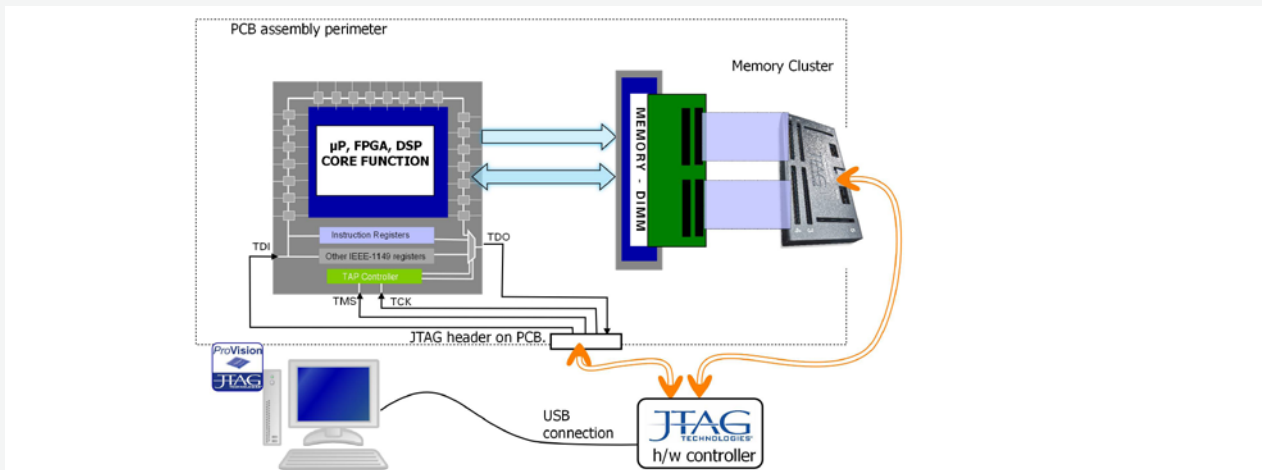 PCB assembly perimeter
Memory Cluster
µP, FPGA, DSP
CORE FUNCTION
MEMORY - DIMM
Instruction Registers
TDO
TDI
Other IEEE-1149 registers
TAP Controller
TMS
TCK
JTAG header on PCB.
ProVision
JTAG
USB
connection
JTAG
TECHNOLOGIES
h/w controller